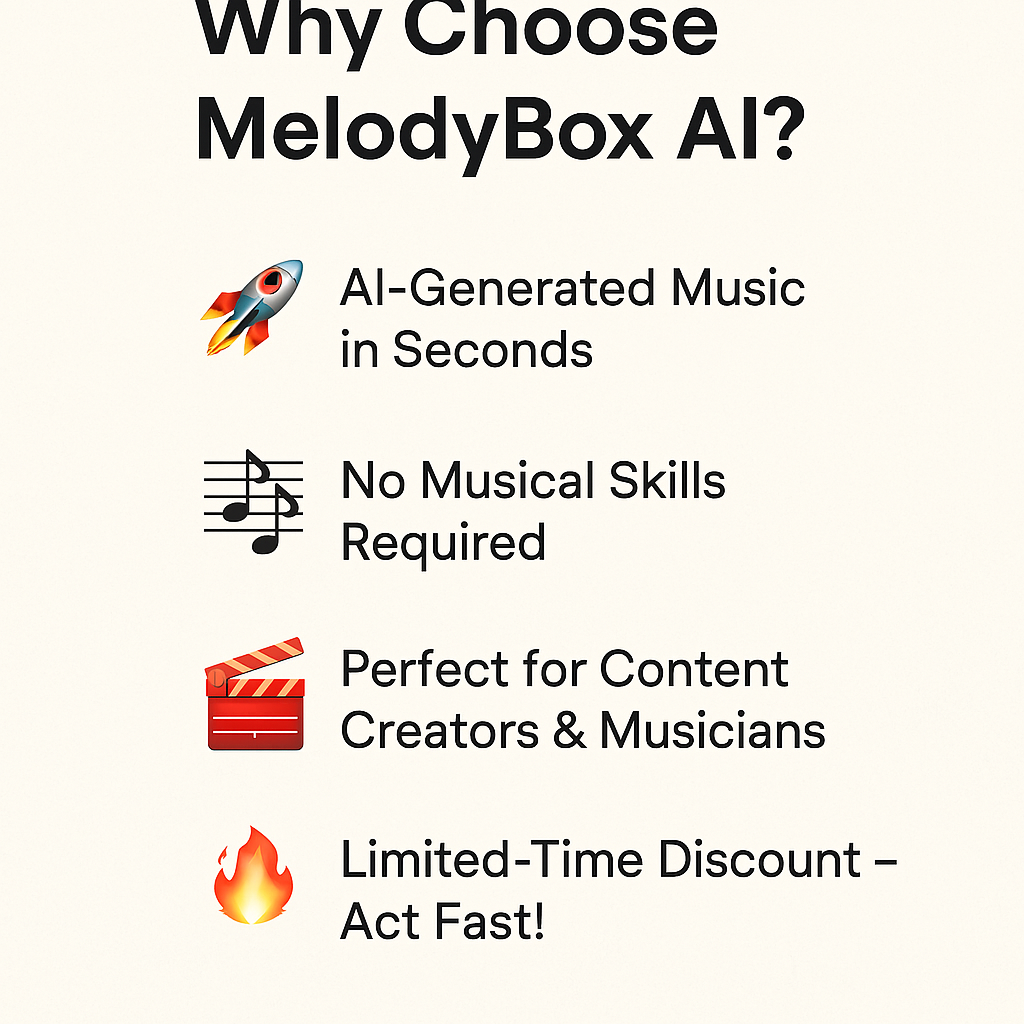 Why Choose
MelodyBox AI?
AI-Generated Music
in Seconds
No Musical Skills
Required
Perfect for Content
Creators & Musicians
Limited-Time Discount –
Act Fast!